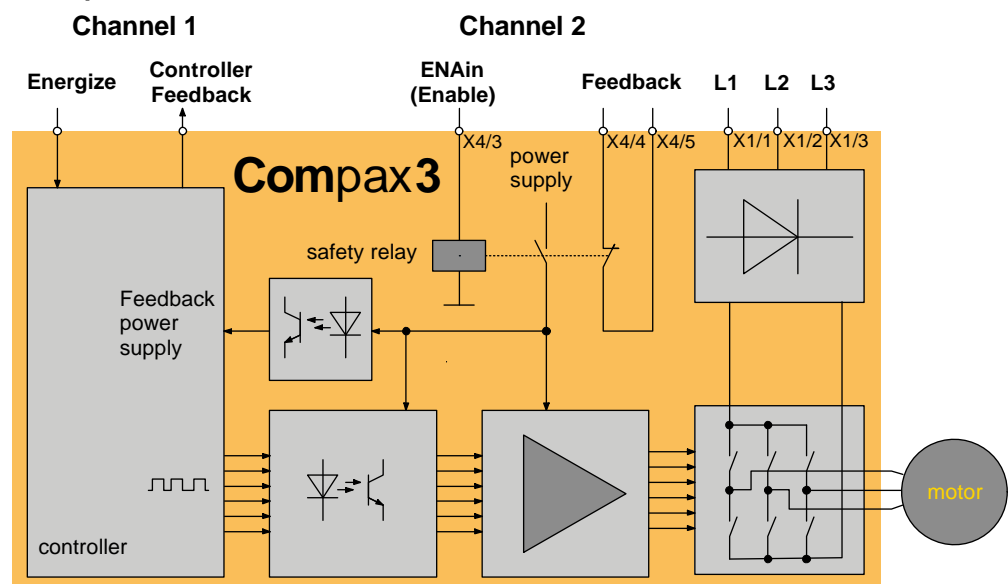 Channel 1
Channel 2
Energize
Controller
Feedback
ENAin
(Enable)
Feedback
L1
L2
L3
X4/3
X4/4
X4/5
X1/1
X1/2
X1/3
power
supply
Compax3
safety relay
Feedback
power
supply
controller
motor